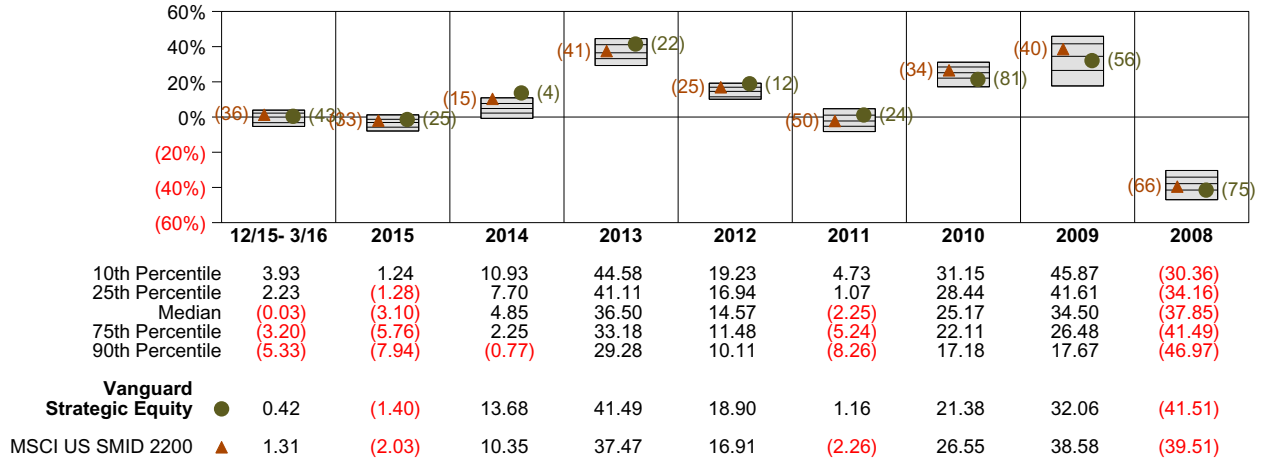 60%
40%
20%
0%
(20%)
(40%)
(60%)
(36) (43)
(33) (25)
(15) (4)
(41) (22)
(25) (12)
(50) (24)
(34) (81)
(40) (56)
(66) (75)
12/15- 3/16 2015 2014 2013 2012 2011 2010 2009 2008
10th Percentile 3.93 1.24 10.93 44.58 19.23 4.73 31.15 45.87 (30.36)
25th Percentile 2.23 (1.28) 7.70 41.11 16.94 1.07 28.44 41.61 (34.16)
Median (0.03) (3.10) 4.85 36.50 14.57 (2.25) 25.17 34.50 (37.85)
75th Percentile (3.20) (5.76) 2.25 33.18 11.48 (5.24) 22.11 26.48 (41.49)
90th Percentile (5.33) (7.94) (0.77) 29.28 10.11 (8.26) 17.18 17.67 (46.97)
Vanguard
Strategic Equity 0.42 (1.40) 13.68 41.49 18.90 1.16 21.38 32.06 (41.51)
MSCI US SMID 2200 1.31 (2.03) 10.35 37.47 16.91 (2.26) 26.55 38.58 (39.51)